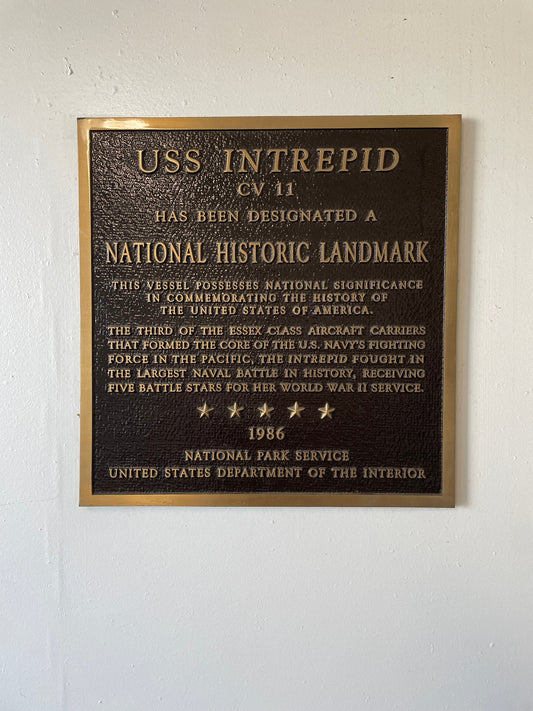 USS INTREPID
CV 11
HAS BEEN DESIGNATED A
NATIONAL HISTORIC LANDMARK
THIS VESSEL POSSESSES NATIONAL SIGNIFICANCE
IN COMMEMORATING THE HISTORY OF
THE UNITED STATES OF AMERICA.
THE THIRD OF THE ESSEX CLASS AIRCRAFT CARRIERS
THAT FORMED THE CORE OF THE U.S. NAVY'S FIGHTING
FORCE IN THE PACIFIC, THE INTREPID FOUGHT IN
THE LARGEST NAVAL BATTLE IN HISTORY, RECEIVING
FIVE BATTLE STARS FOR HER WORLD WAR II SERVICE.
1986
NATIONAL PARK SERVICE
UNITED STATES DEPARTMENT OF THE INTERIOR